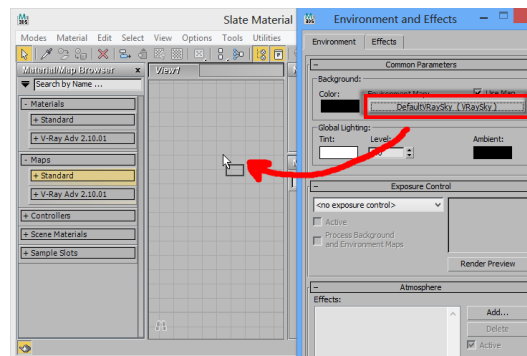 Slate Material
Modes Material Edit Select View Options Tools Utilities
Material/Map Browser x
View1
Search by Name ...
- Materials
+ Standard
+ V-Ray Adv 2.10.01
- Maps
+ Standard
+ V-Ray Adv 2.10.01
+ Controllers
+ Scene Materials
+ Sample Slots
Environment and Effects
Environment Effects
- Common Parameters
Background:
Color: Environment Map: Use Map
DefaultVRaySky ( VRaySky )
Global Lighting:
Tint: Level: Ambient:
- Exposure Control
<no exposure control>
Active
Process Background
and Environment Maps
Render Preview
- Atmosphere
Effects:
Add...
Delete
Active